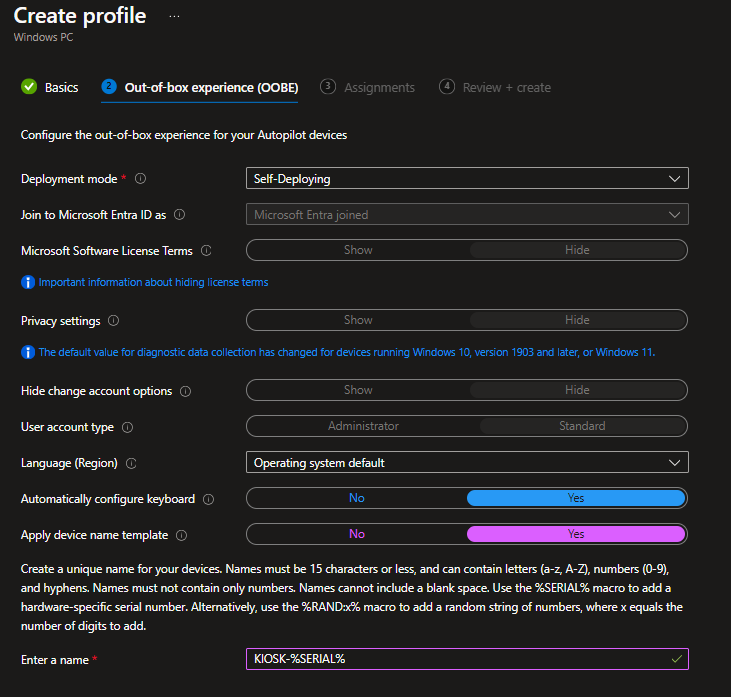 Create profile ...
Windows PC
Basics
2 Out-of-box experience (OOBE)
3 Assignments
4 Review + create
Configure the out-of-box experience for your Autopilot devices
Deployment mode * Self-Deploying
Join to Microsoft Entra ID as Microsoft Entra joined
Microsoft Software License Terms Show Hide
Important information about hiding license terms
Privacy settings Show Hide
The default value for diagnostic data collection has changed for devices running Windows 10, version 1903 and later, or Windows 11.
Hide change account options Show Hide
User account type Administrator Standard
Language (Region) Operating system default
Automatically configure keyboard No Yes
Apply device name template No Yes
Create a unique name for your devices. Names must be 15 characters or less, and can contain letters (a-z, A-Z), numbers (0-9),
and hyphens. Names must not contain only numbers. Names cannot include a blank space. Use the %SERIAL% macro to add a
hardware-specific serial number. Alternatively, use the %RAND:x% macro to add a random string of numbers, where x equals the
number of digits to add.
Enter a name * KIOSK-%SERIAL%